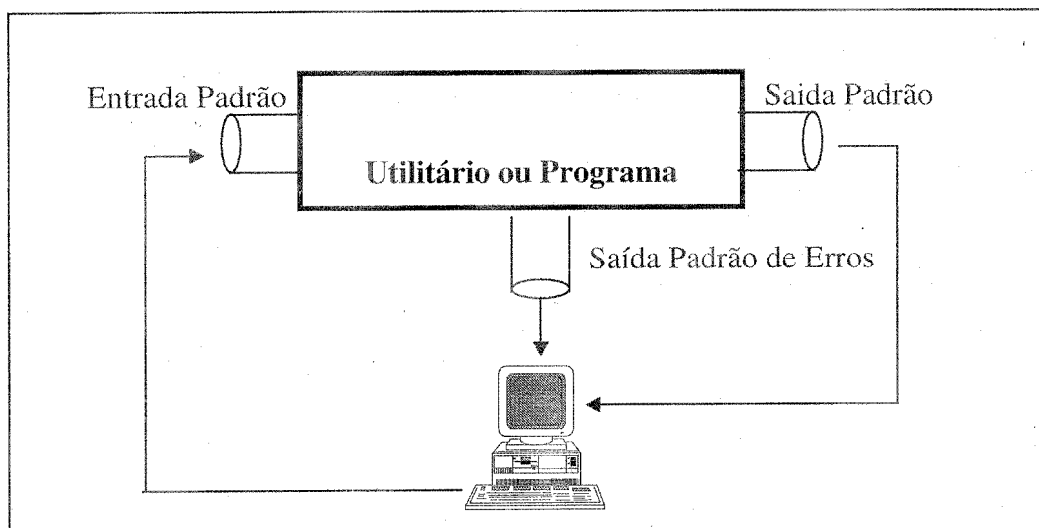 Entrada Padrão
Saida Padrão
Utilitário ou Programa
Saída Padrão de Erros